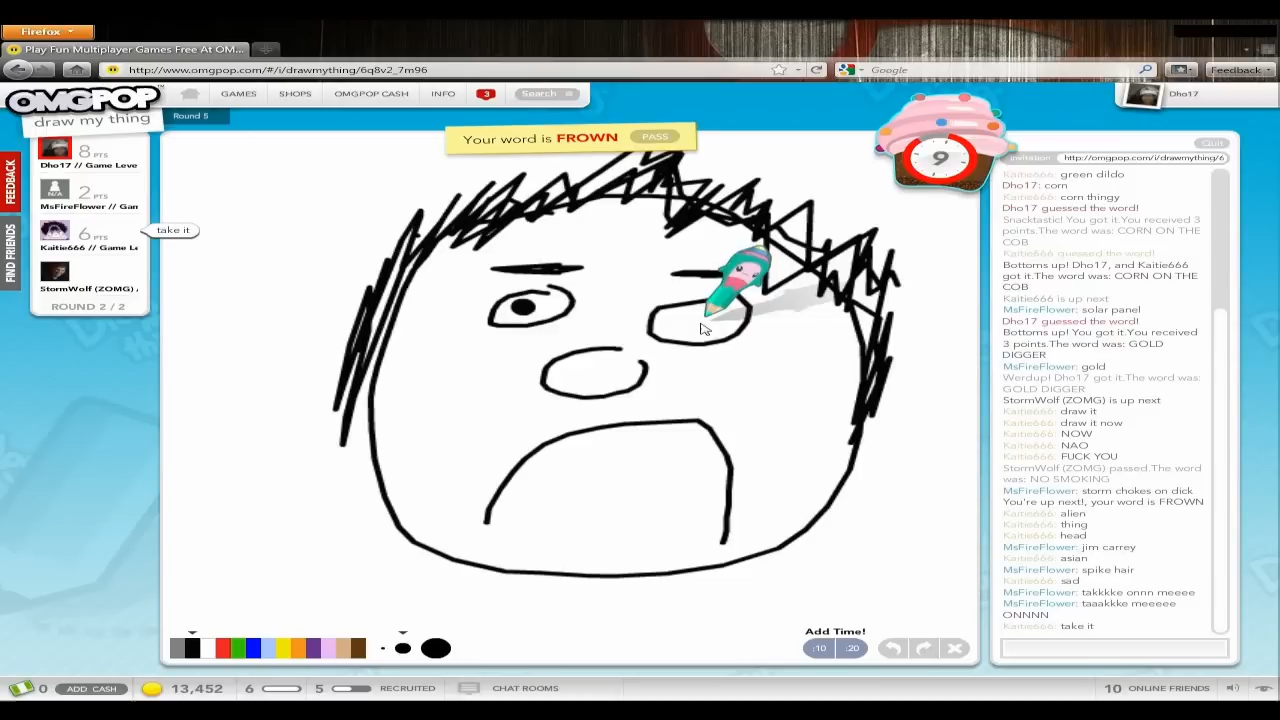 Firefox
Play Fun Multiplayer Games Free At OM...
http://www.omgpop.com/#/i/drawmything/6q8v2_7m96
Google
Feedback
OMGPOP
draw my thing
GAMES
SHOPS
OMGPOP CASH
INFO
3
Search
Dho17
Round 5
Your word is FROWN
PASS
9
Quit
FEEDBACK
FIND FRIENDS
8 PTS
Dho17 // Game Leve
N/A
2 PTS
MsFireFlower // Gam
6 PTS
Kaitie666 // Game Le
take it
StormWolf (ZOMG)
ROUND 2 / 2
invitation
http://omgpop.com/i/drawmything/6
Kaitie666: green dildo
Dho17: corn
Kaitie666: corn thingy
Dho17 guessed the word!
Snacktastic! You got it.You received 3
points.The word was: CORN ON THE
COB
Kaitie666 guessed the word!
Bottoms up! Dho17, and Kaitie666
got it.The word was: CORN ON THE
COB
Kaitie666 is up next
MsFireFlower: solar panel
Dho17 guessed the word!
Bottoms up! You got it.You received
3 points.The word was: GOLD
DIGGER
MsFireFlower: gold
Werdup! Dho17 got it.The word was:
GOLD DIGGER
StormWolf (ZOMG) is up next
Kaitie666: draw it
Kaitie666: draw it now
Kaitie666: NOW
Kaitie666: NAO
Kaitie666: FUCK YOU
StormWolf (ZOMG) passed.The word
was: NO SMOKING
MsFireFlower: storm chokes on dick
You're up next!, your word is FROWN
Kaitie666: alien
Kaitie666: thing
Kaitie666: head
MsFireFlower: jim carrey
Kaitie666: asian
MsFireFlower: spike hair
Kaitie666: sad
MsFireFlower: takkkke onnn meeee
MsFireFlower: taaakkke meeeee
ONNNN
Kaitie666: take it
Add Time!
:10
:20
0
ADD CASH
13,452
6
5
RECRUITED
CHAT ROOMS
10 ONLINE FRIENDS